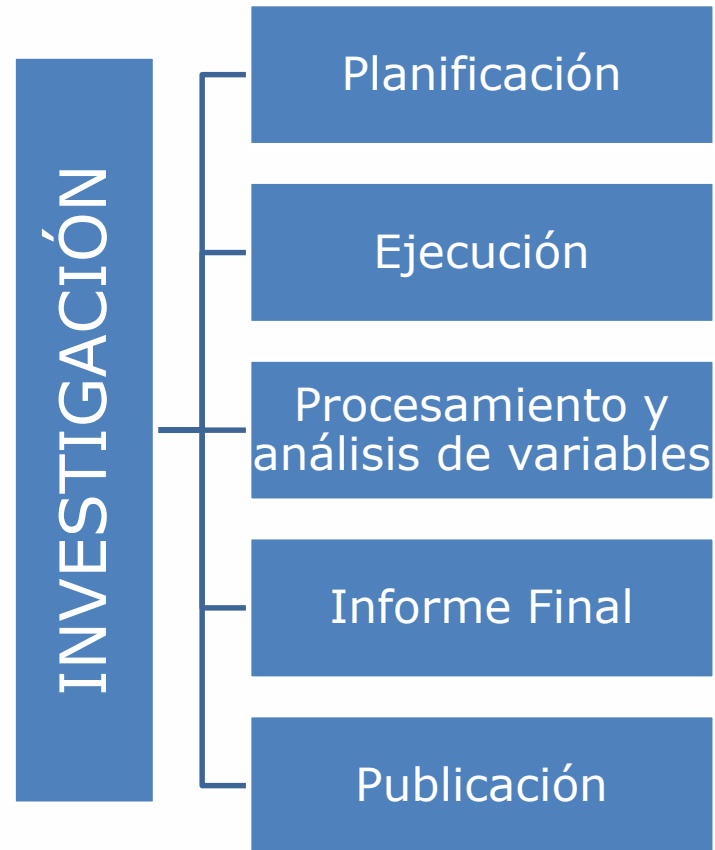 INVESTIGACIÓN
Planificación
Ejecución
Procesamiento y
análisis de variables
Informe Final
Publicación